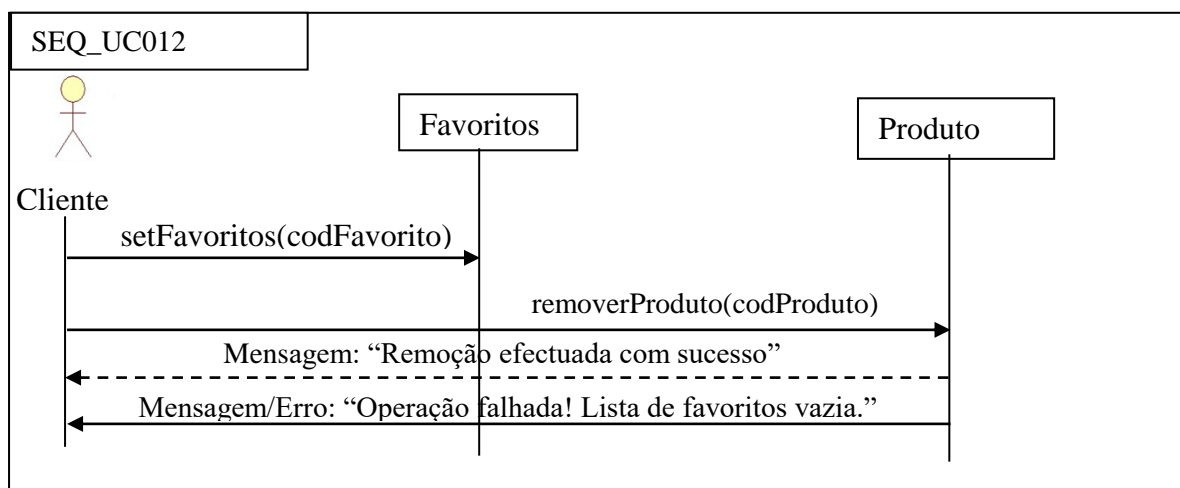 SEQ_UC012
Favoritos
Produto
Cliente
setFavoritos(codFavorito)
removerProduto(codProduto)
Mensagem: “Remoção efectuada com sucesso”
Mensagem/Erro: “Operação falhada! Lista de favoritos vazia.”